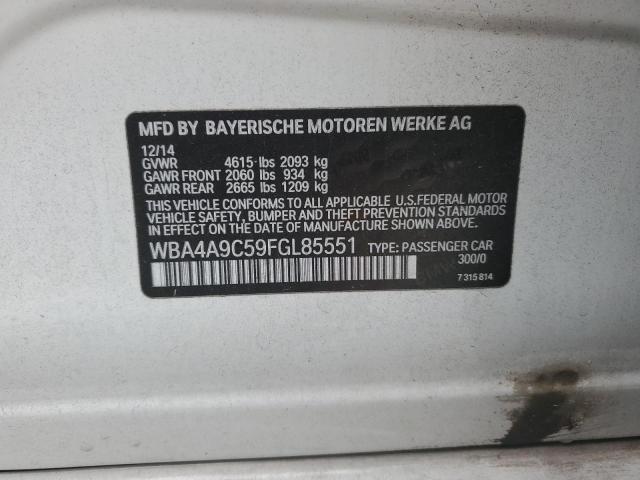 MFD BY BAYERISCHE MOTOREN WERKE AG
12/14
GVWR 4615 lbs 2093 kg
GAWR FRONT 2060 lbs 934 kg
GAWR REAR 2665 lbs 1209 kg
THIS VEHICLE CONFORMS TO ALL APPLICABLE U.S.FEDERAL MOTOR
VEHICLE SAFETY, BUMPER AND THEFT PREVENTION STANDARDS
IN EFFECT ON THE DATE OF MANUFACTURE SHOWN ABOVE.
WBA4A9C59FGL85551 TYPE: PASSENGER CAR
300/0
7 315 814